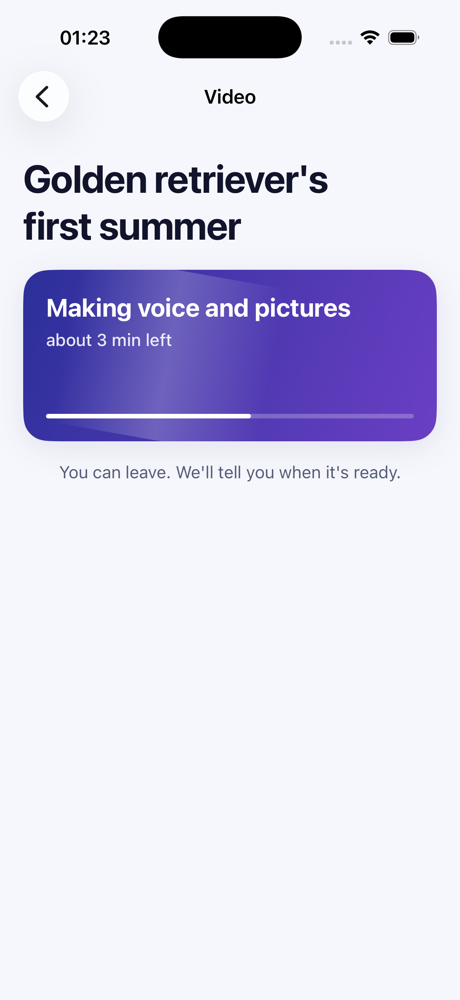 01:23
Video
Golden retriever's
first summer
Making voice and pictures
about 3 min left
You can leave. We'll tell you when it's ready.